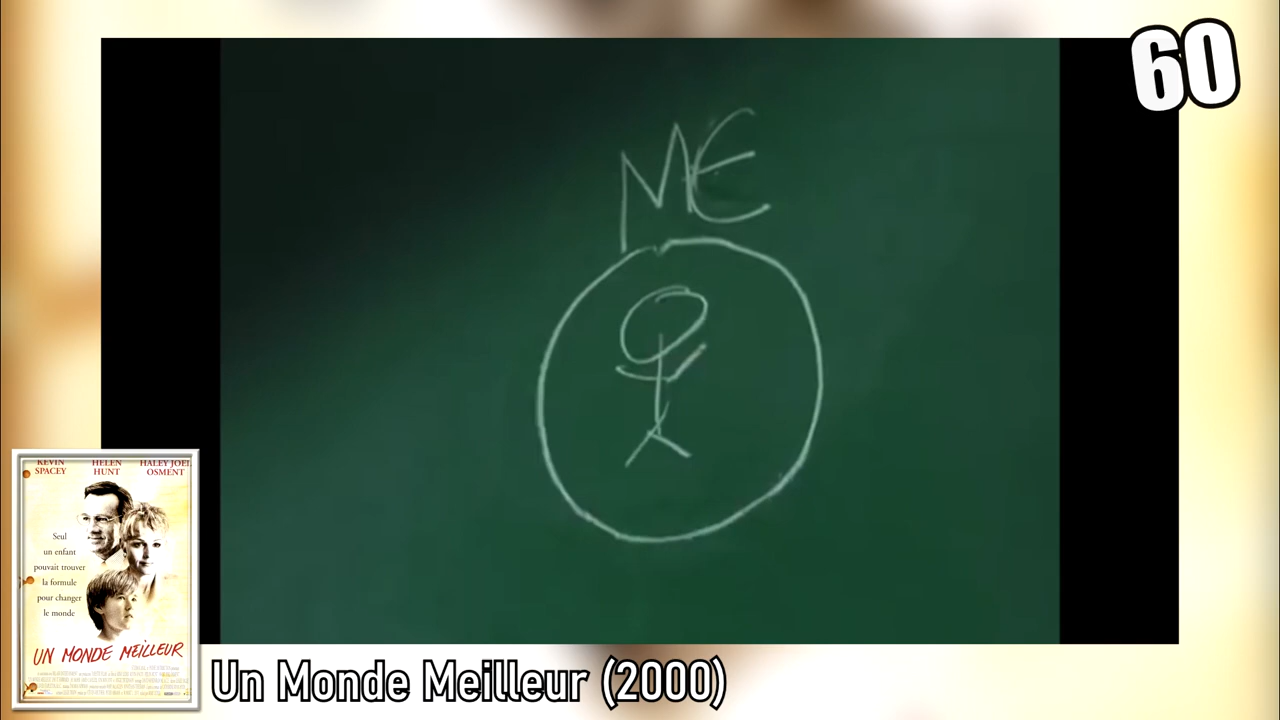 60
ME
KEVIN SPACEY
HELEN HUNT
HALEY JOEL OSMENT
Seul
un enfant
pouvait trouver
la formule
pour changer
le monde
UN MONDE MEILLEUR
Un Monde Meilleur (2000)